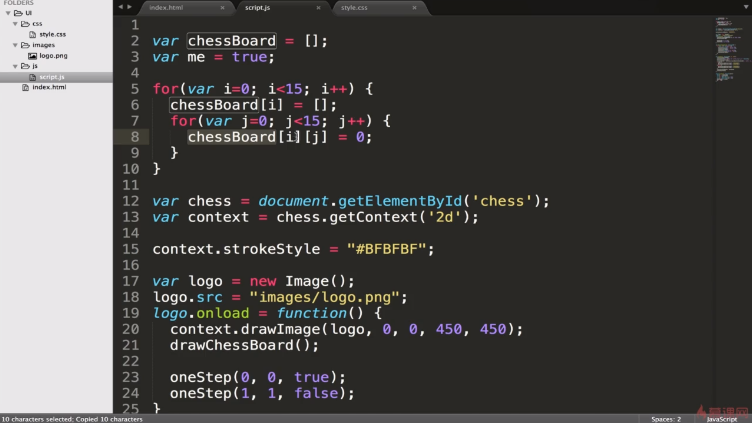 FOLDERS
UI
css
style.css
images
logo.png
js
script.js
index.html
index.html × script.js × style.css ×
1
2 var chessBoard = [];
3 var me = true;
4
5 for(var i=0; i<15; i++) {
6 chessBoard[i] = [];
7 for(var j=0; j<15; j++) {
8 chessBoard[i][j] = 0;
9 }
10 }
11
12 var chess = document.getElementById('chess');
13 var context = chess.getContext('2d');
14
15 context.strokeStyle = "#BFBFBF";
16
17 var logo = new Image();
18 logo.src = "images/logo.png";
19 logo.onload = function() {
20 context.drawImage(logo, 0, 0, 450, 450);
21 drawChessBoard();
22
23 oneStep(0, 0, true);
24 oneStep(1, 1, false);
25 }
10 characters selected; Copied 10 characters Spaces: 2 JavaScript